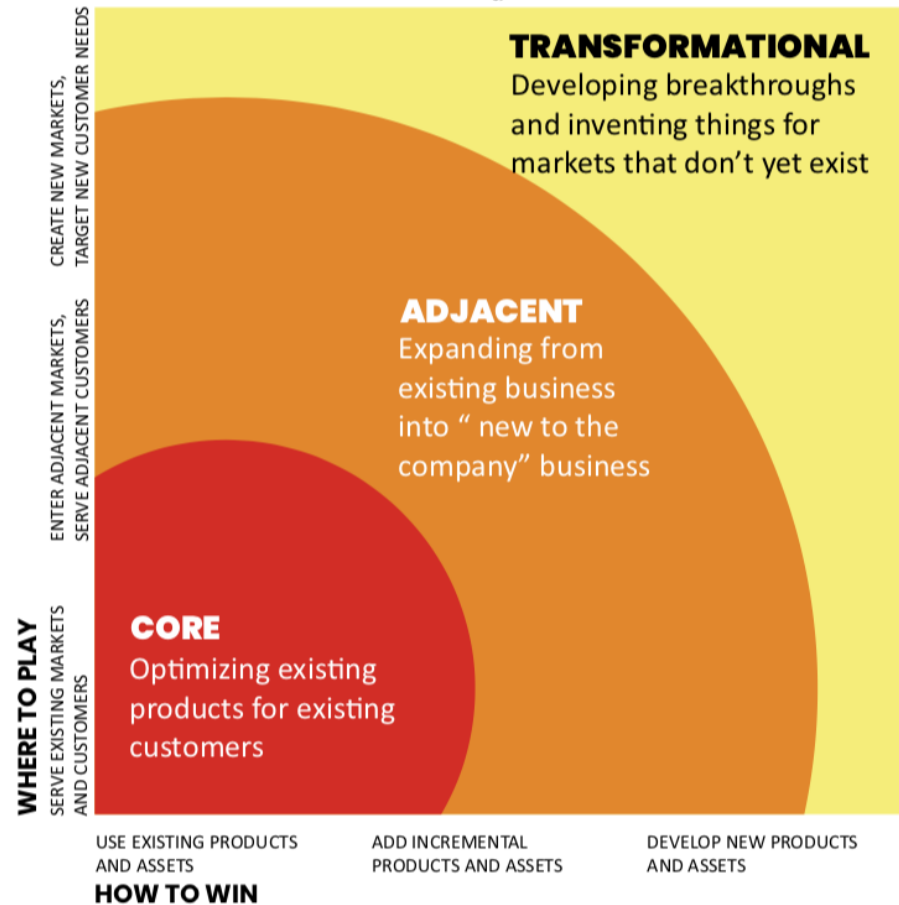 TRANSFORMATIONAL
Developing breakthroughs
and inventing things for
markets that don’t yet exist
ADJACENT
Expanding from
existing business
into “ new to the
company” business
CORE
Optimizing existing
products for existing
customers
CREATE NEW MARKETS,
TARGET NEW CUSTOMER NEEDS
ENTER ADJACENT MARKETS,
SERVE ADJACENT CUSTOMERS
SERVE EXISTING MARKETS
AND CUSTOMERS
WHERE TO PLAY
USE EXISTING PRODUCTS
AND ASSETS
ADD INCREMENTAL
PRODUCTS AND ASSETS
DEVELOP NEW PRODUCTS
AND ASSETS
HOW TO WIN